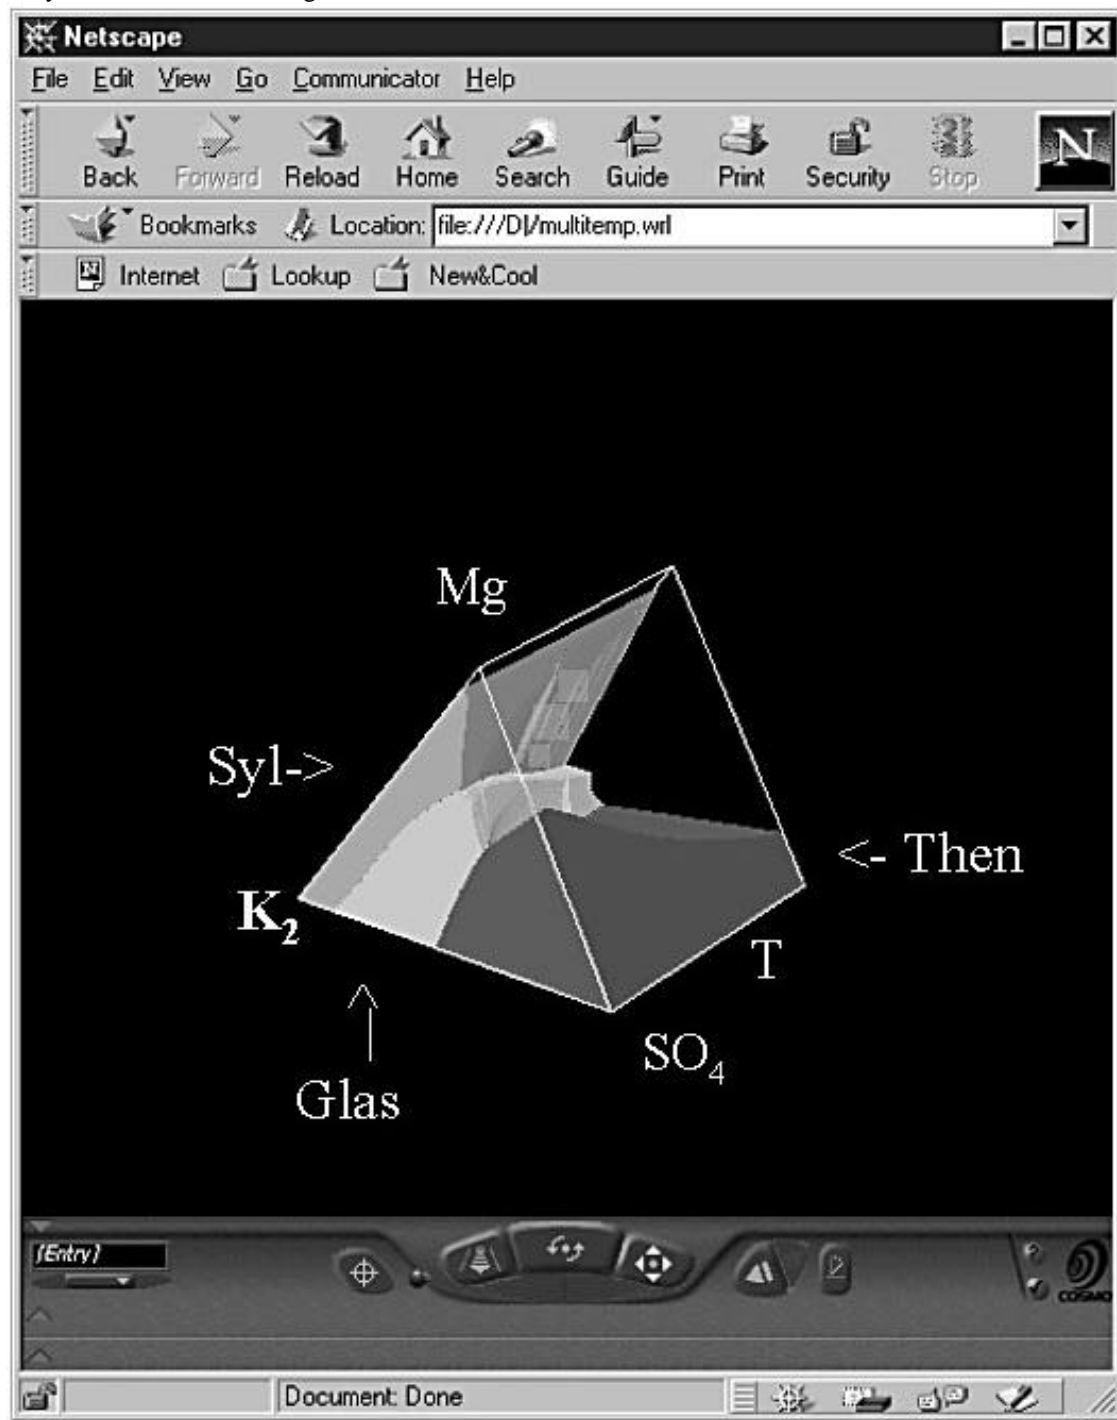 Netscape
File Edit View Go Communicator Help
Back Forward Reload Home Search Guide Print Security Stop
N
Bookmarks Location: file:///D|/multitemp.wrl
Internet Lookup New&Cool
Mg
Syl->
<- Then
K2
T
SO4
Glas
(Entry)
COSMO
Document: Done